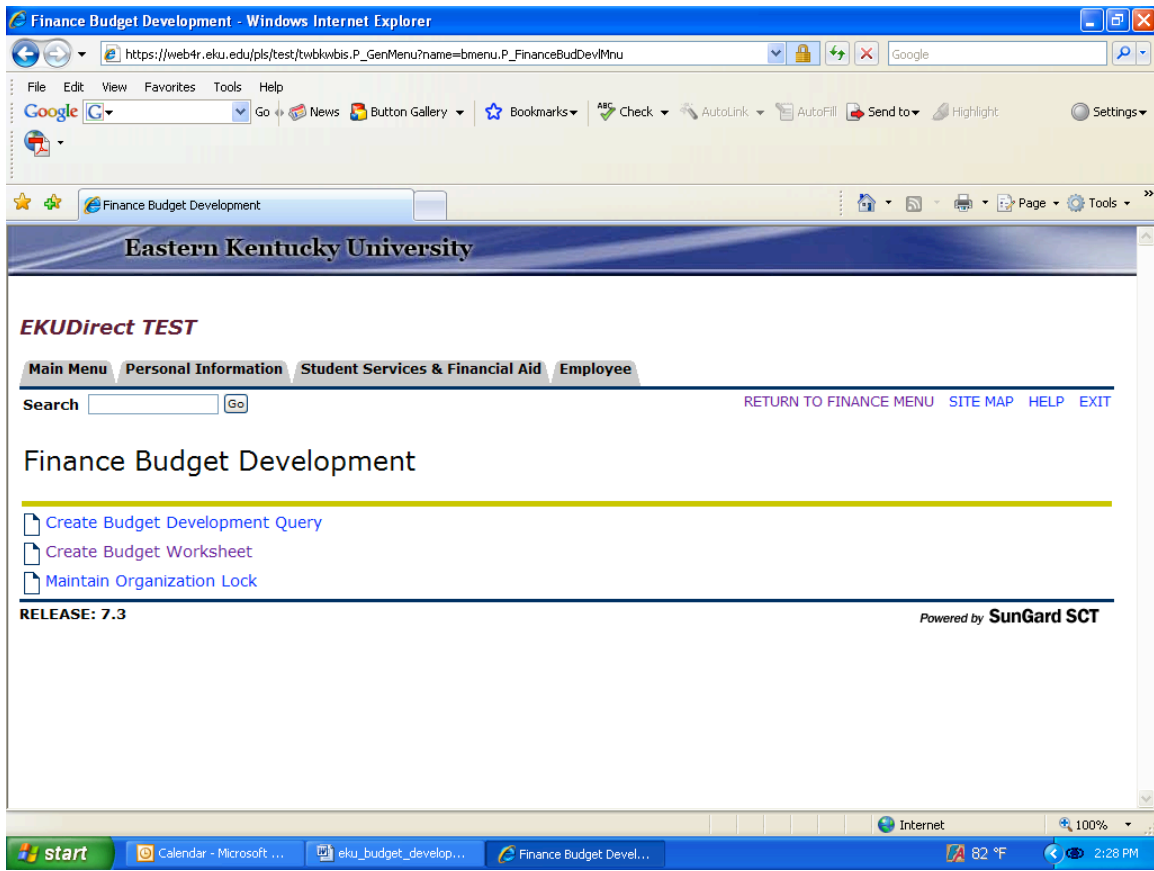 Finance Budget Development - Windows Internet Explorer
https://web4r.eku.edu/pls/test/twbkwbis.P_GenMenu?name=bmenu.P_FinanceBudDevlMnu Google
File Edit View Favorites Tools Help
Google G Go News Button Gallery Bookmarks ABC Check AutoLink AutoFill Send to Highlight Settings
Finance Budget Development Page Tools »
Eastern Kentucky University
EKUDirect TEST
Main Menu Personal Information Student Services & Financial Aid Employee
Search Go RETURN TO FINANCE MENU SITE MAP HELP EXIT
Finance Budget Development
Create Budget Development Query
Create Budget Worksheet
Maintain Organization Lock
RELEASE: 7.3 Powered by SunGard SCT
Internet 100%
start Calendar - Microsoft ... eku_budget_develop... Finance Budget Devel... 82 °F 2:28 PM